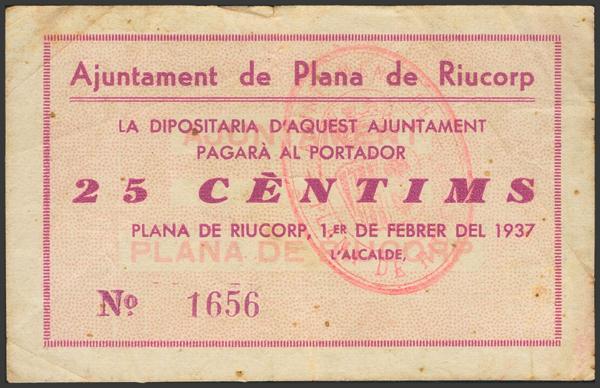 Ajuntament de Plana de Riucorp
LA DIPOSITARIA D'AQUEST AJUNTAMENT
PAGARÀ AL PORTADOR
25 CÈNTIMS
PLANA DE RIUCORP, 1.ER DE FEBRER DEL 1937
PLANA DE RIUCORP
L'ALCALDE,
Nº 1656